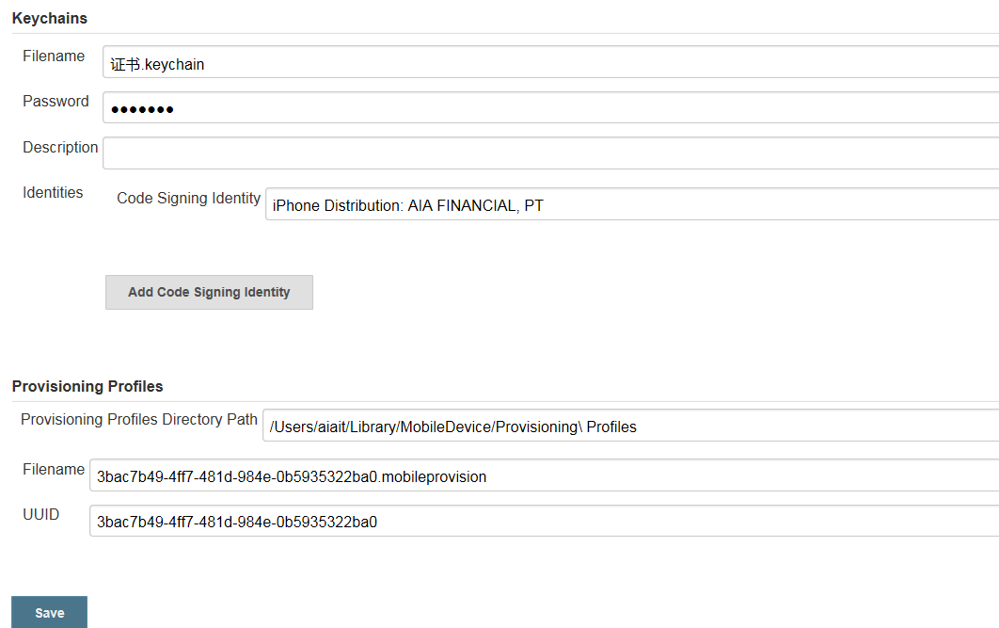 Keychains
Filename 证书.keychain
Password ●●●●●●●
Description
Identities Code Signing Identity iPhone Distribution: AIA FINANCIAL, PT
Add Code Signing Identity
Provisioning Profiles
Provisioning Profiles Directory Path /Users/aiait/Library/MobileDevice/Provisioning\ Profiles
Filename 3bac7b49-4ff7-481d-984e-0b5935322ba0.mobileprovision
UUID 3bac7b49-4ff7-481d-984e-0b5935322ba0
Save